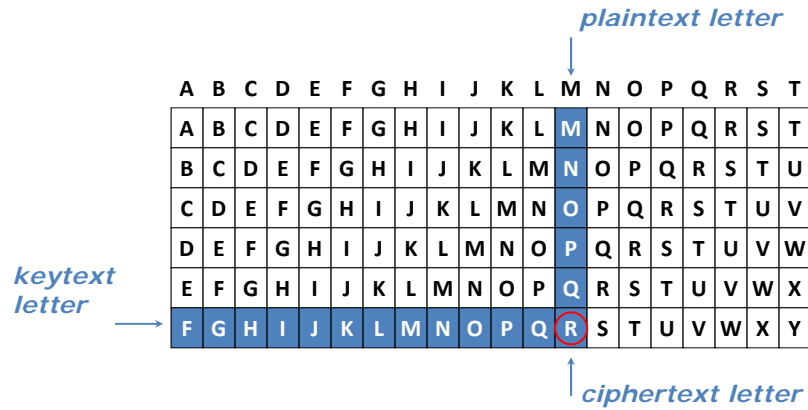 plaintext letter
A B C D E F G H I J K L M N O P Q R S T
A B C D E F G H I J K L M N O P Q R S T
B C D E F G H I J K L M N O P Q R S T U
C D E F G H I J K L M N O P Q R S T U V
D E F G H I J K L M N O P Q R S T U V W
E F G H I J K L M N O P Q R S T U V W X
keytext
letter
F G H I J K L M N O P Q R S T U V W X Y
ciphertext letter